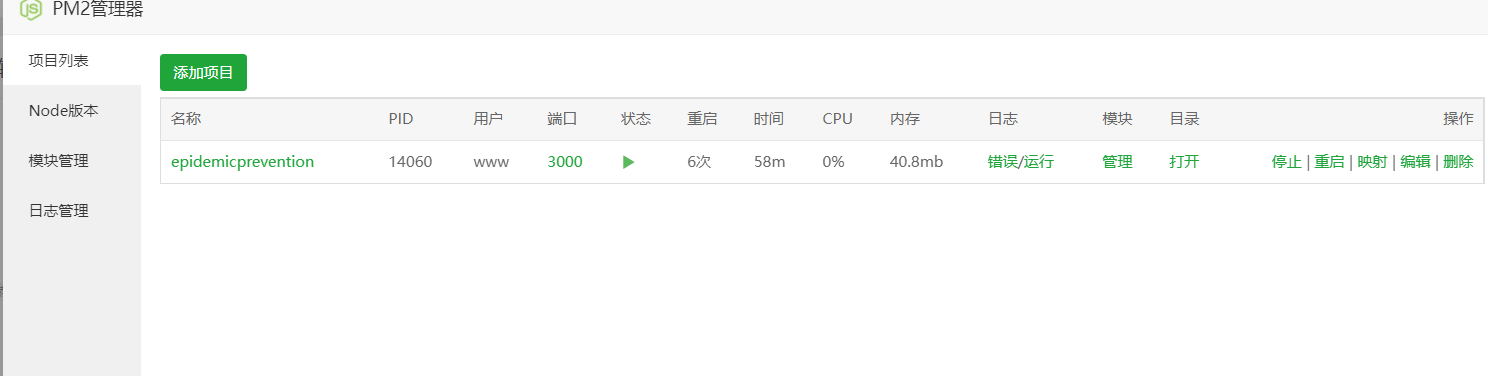 PM2管理器
项目列表
Node版本
模块管理
日志管理
添加项目
名称 PID 用户 端口 状态 重启 时间 CPU 内存 日志 模块 目录 操作
epidemicprevention 14060 www 3000 6次 58m 0% 40.8mb 错误/运行 管理 打开 停止 | 重启 | 映射 | 编辑 | 删除